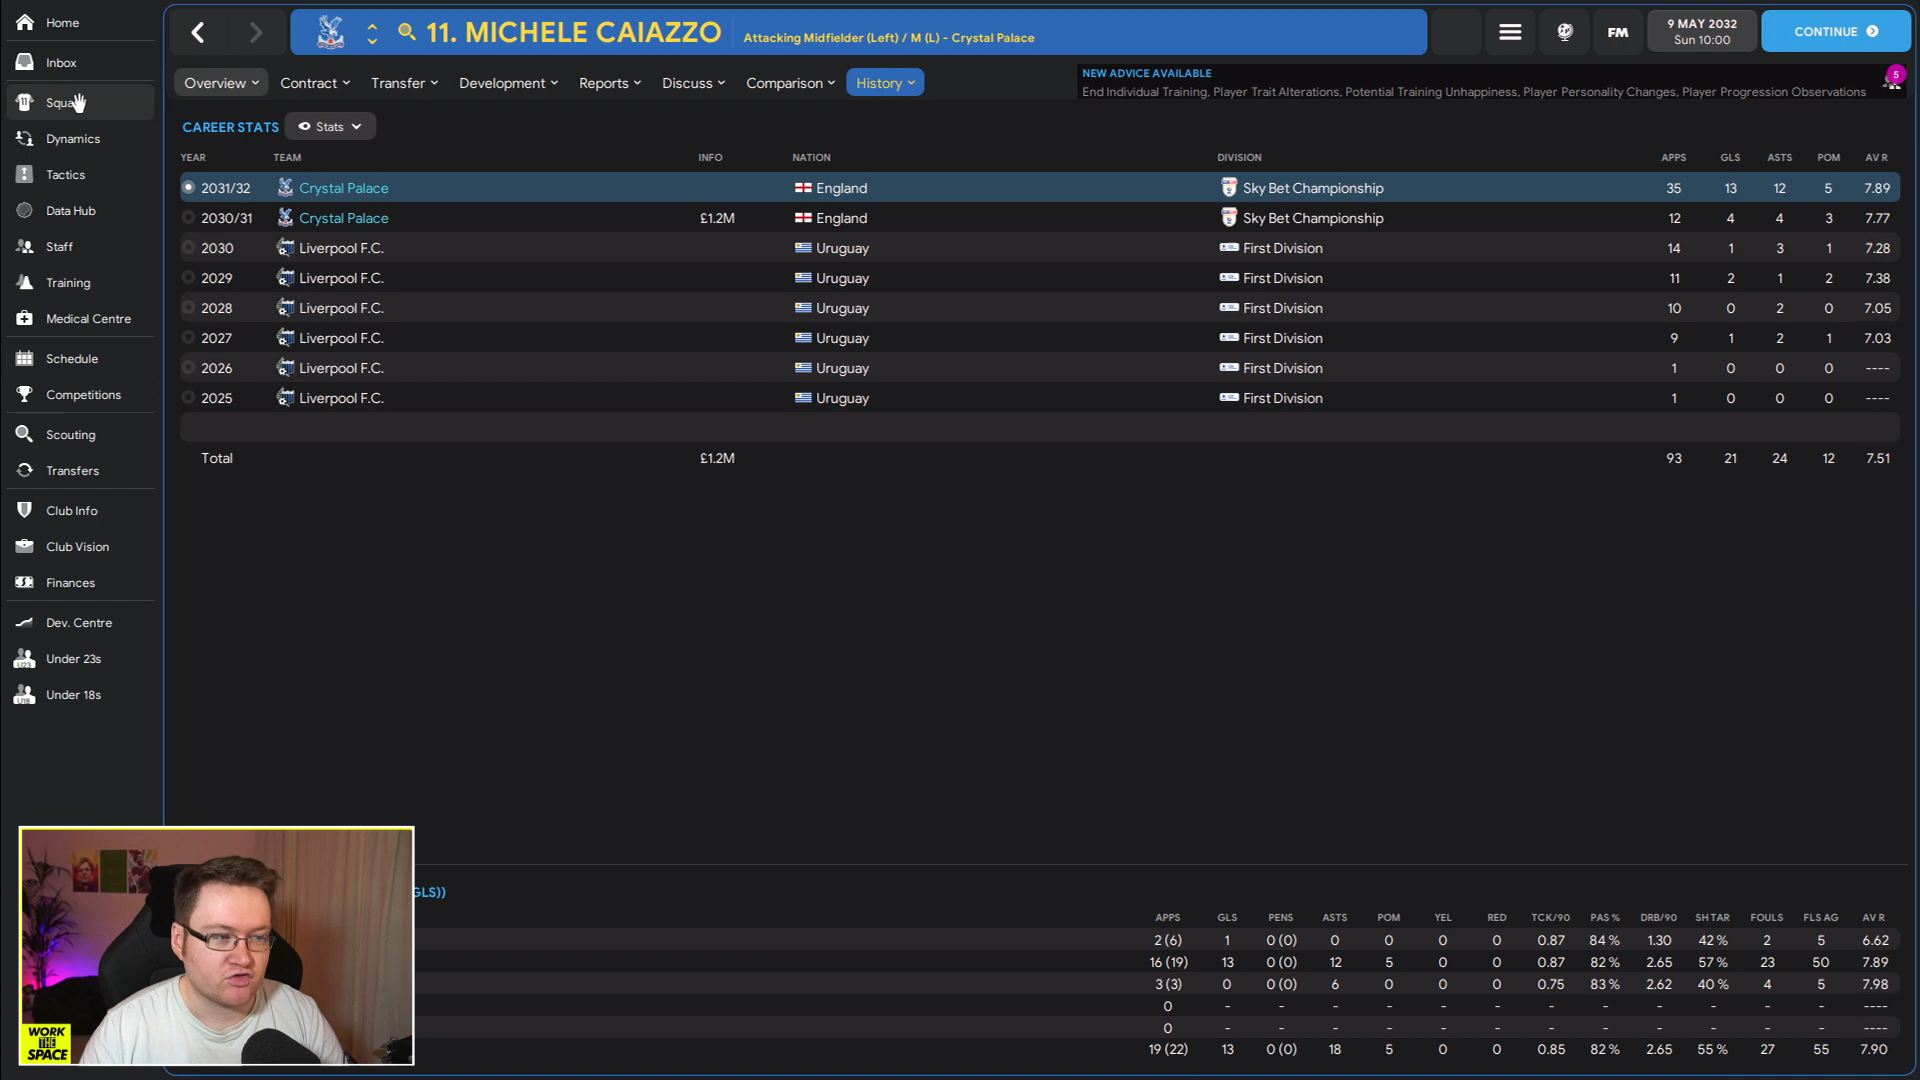 Home
Inbox
Squa
Dynamics
Tactics
Data Hub
Staff
Training
Medical Centre
Schedule
Competitions
Scouting
Transfers
Club Info
Club Vision
Finances
Dev. Centre
Under 23s
Under 18s
11. MICHELE CAIAZZO
Attacking Midfielder (Left) / M (L) - Crystal Palace
FM
9 MAY 2032
Sun 10:00
CONTINUE
Overview Contract Transfer Development Reports Discuss Comparison History
NEW ADVICE AVAILABLE
End Individual Training, Player Trait Alterations, Potential Training Unhappiness, Player Personality Changes, Player Progression Observations
5
CAREER STATS Stats
YEAR TEAM INFO NATION DIVISION APPS GLS ASTS POM AV R
2031/32 Crystal Palace England Sky Bet Championship 35 13 12 5 7.89
2030/31 Crystal Palace £1.2M England Sky Bet Championship 12 4 4 3 7.77
2030 Liverpool F.C. Uruguay First Division 14 1 3 1 7.28
2029 Liverpool F.C. Uruguay First Division 11 2 1 2 7.38
2028 Liverpool F.C. Uruguay First Division 10 0 2 0 7.05
2027 Liverpool F.C. Uruguay First Division 9 1 2 1 7.03
2026 Liverpool F.C. Uruguay First Division 1 0 0 0 ----
2025 Liverpool F.C. Uruguay First Division 1 0 0 0 ----
Total £1.2M 93 21 24 12 7.51
GLS))
APPS GLS PENS ASTS POM YEL RED TCK/90 PAS % DRB/90 SH TAR FOULS FLS AG AV R
2 (6) 1 0 (0) 0 0 0 0 0.87 84 % 1.30 42 % 2 5 6.62
16 (19) 13 0 (0) 12 5 0 0 0.87 82 % 2.65 57 % 23 50 7.89
3 (3) 0 0 (0) 6 0 0 0 0.75 83 % 2.62 40 % 4 5 7.98
0 - - - - - - - - - - - - ----
0 - - - - - - - - - - - - ----
19 (22) 13 0 (0) 18 5 0 0 0.85 82 % 2.65 55 % 27 55 7.90
WORK
THE
SPACE